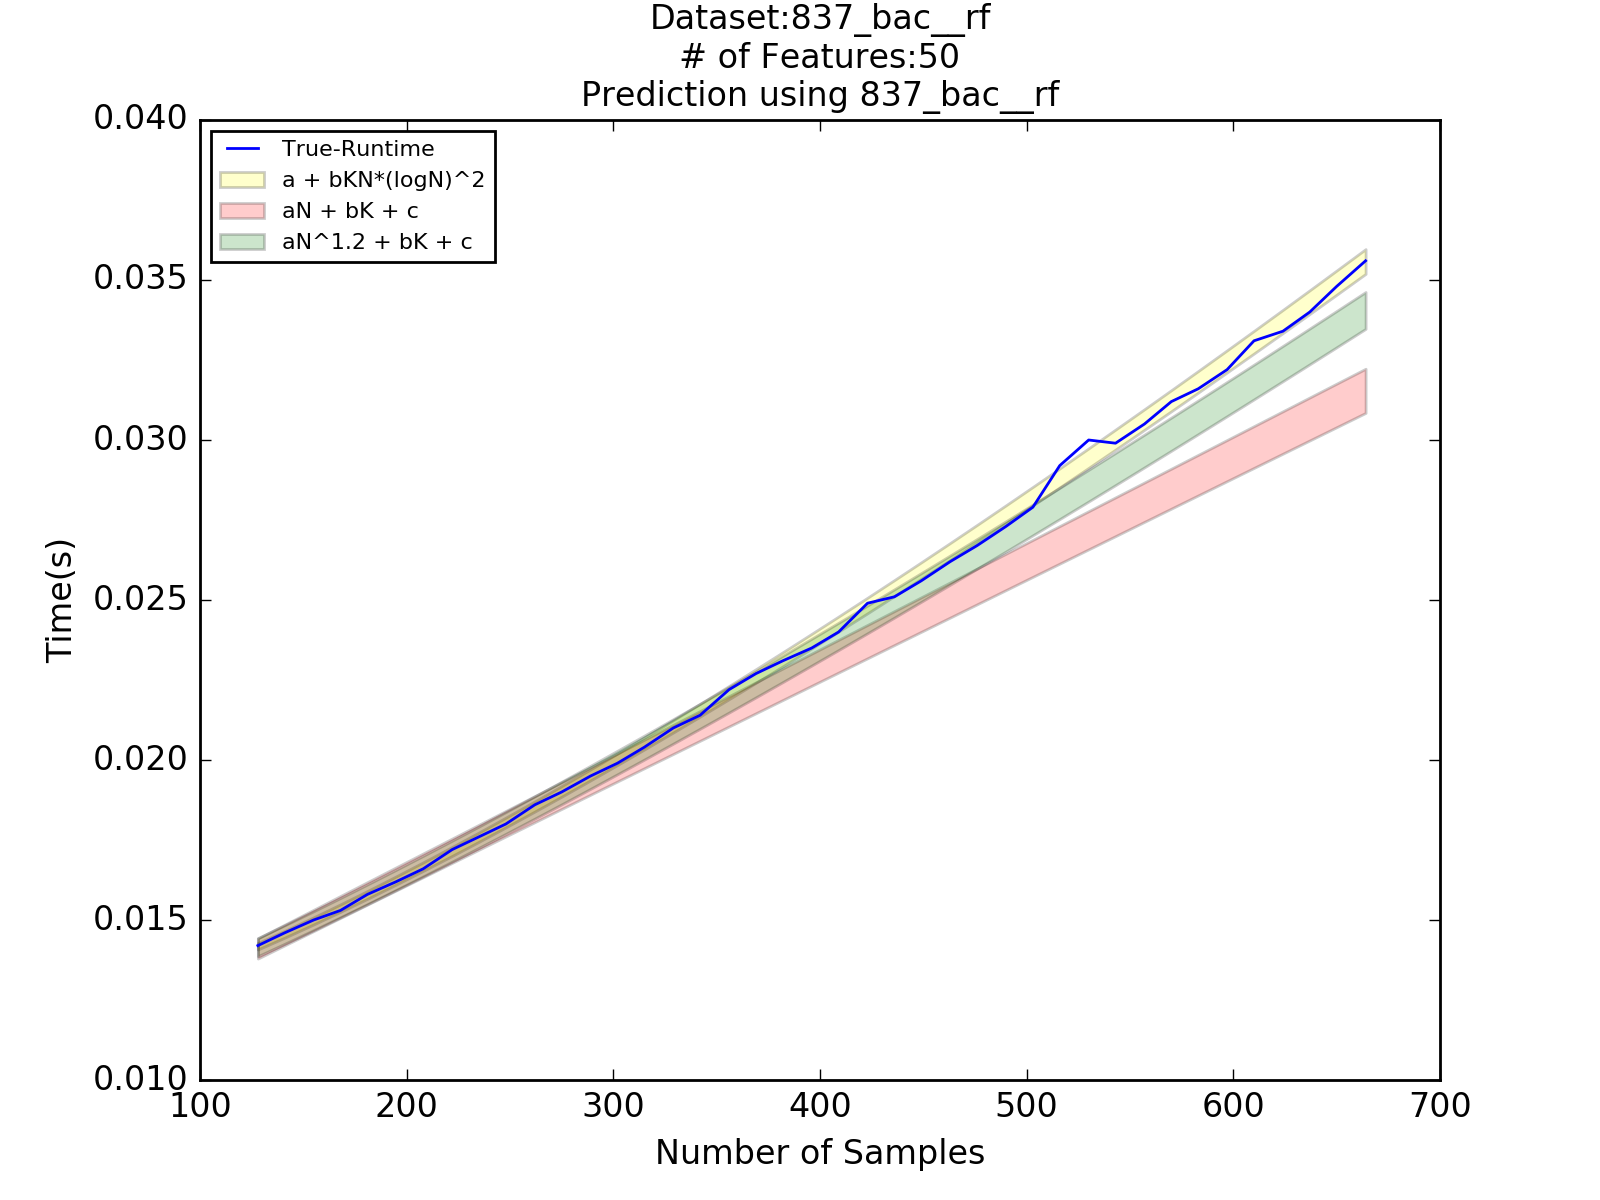 Dataset:837_bac__rf
# of Features:50
Prediction using 837_bac__rf
0.040
0.035
0.030
0.025
0.020
0.015
0.010
True-Runtime
a + bKN*(logN)^2
aN + bK + c
aN^1.2 + bK + c
Time(s)
100 200 300 400 500 600 700
Number of Samples